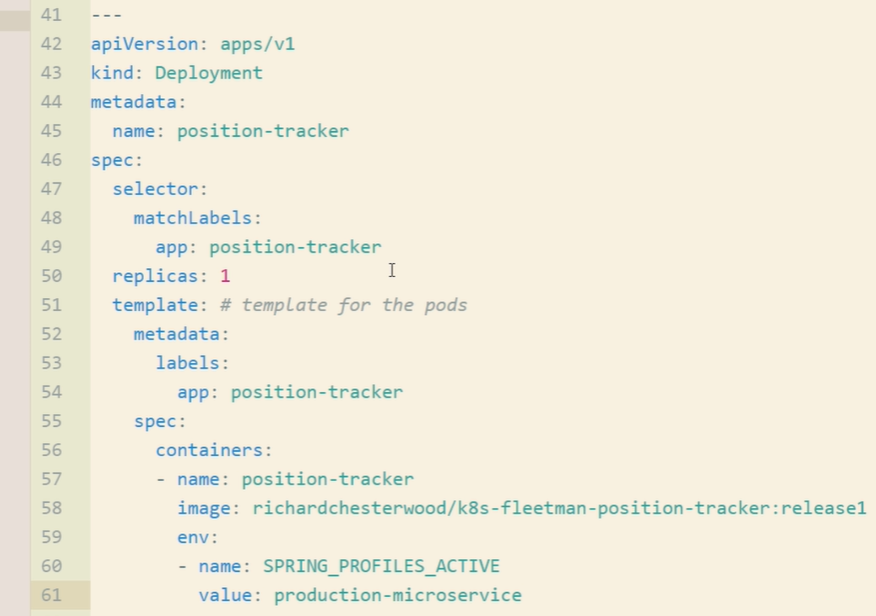 41 ---
42 apiVersion: apps/v1
43 kind: Deployment
44 metadata:
45   name: position-tracker
46 spec:
47   selector:
48     matchLabels:
49       app: position-tracker
50   replicas: 1
51   template: # template for the pods
52     metadata:
53       labels:
54         app: position-tracker
55     spec:
56       containers:
57       - name: position-tracker
58         image: richardchesterwood/k8s-fleetman-position-tracker:release1
59         env:
60         - name: SPRING_PROFILES_ACTIVE
61           value: production-microservice